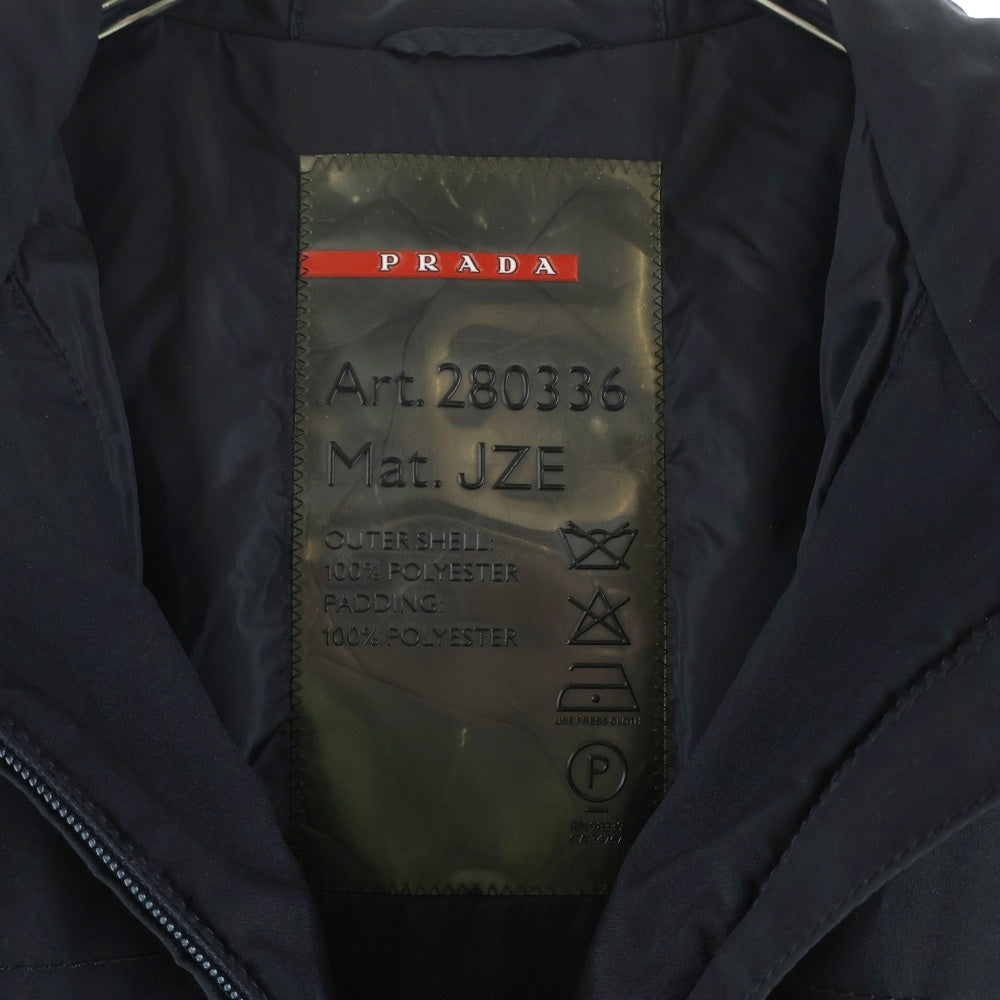 PRADA
Art. 280336
Mat. JZE
OUTER SHELL:
100% POLYESTER
PADDING:
100% POLYESTER
USE PRESS CLOTH
P